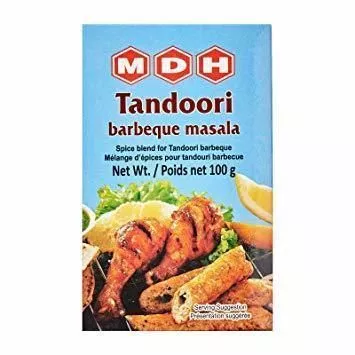 MDH
Tandoori
barbeque masala
Spice blend for Tandoori barbeque
Mélange d'épices pour tandouri barbecue
Net Wt. / Poids net 100 g
Serving Suggestion
Présentation suggérée